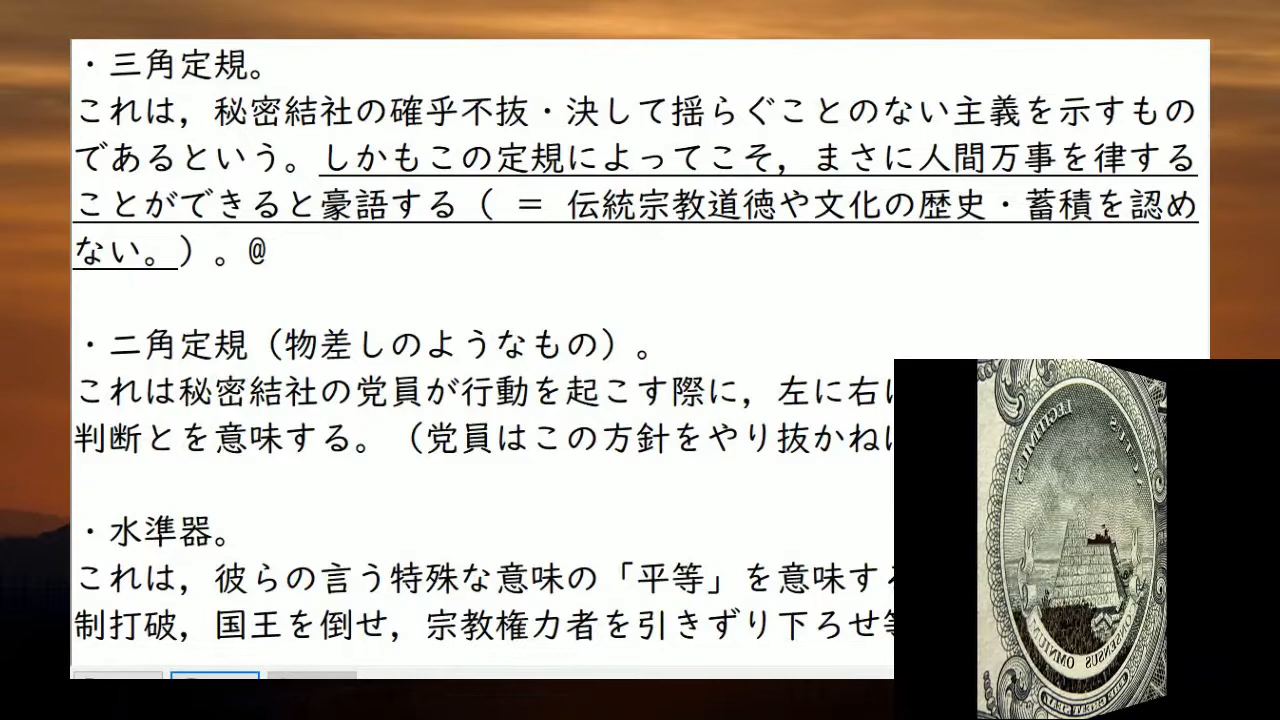 ・三角定規。
これは，秘密結社の確乎不抜・決して揺らぐことのない主義を示すもの
であるという。しかもこの定規によってこそ，まさに人間万事を律する
ことができると豪語する（ ＝ 伝統宗教道徳や文化の歴史・蓄積を認め
ない。）。@
・二角定規（物差しのようなもの）。
これは秘密結社の党員が行動を起こす際に，左に右に
判断とを意味する。（党員はこの方針をやり抜かねば
・水準器。
これは，彼らの言う特殊な意味の「平等」を意味する
制打破，国王を倒せ，宗教権力者を引きずり下ろせ等
CONSENSUS OMNIUM